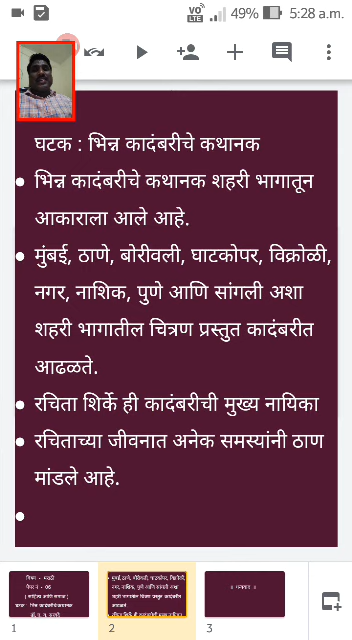 49% 5:28 a.m.
घटक : भिन्न कादंबरीचे कथानक
भिन्न कादंबरीचे कथानक शहरी भागातून
आकाराला आले आहे.
मुंबई, ठाणे, बोरीवली, घाटकोपर, विक्रोळी,
नगर, नाशिक, पुणे आणि सांगली अशा
शहरी भागातील चित्रण प्रस्तुत कादंबरीत
आढळते.
रचिता शिर्के ही कादंबरीची मुख्य नायिका
रचिताच्या जीवनात अनेक समस्यांनी ठाण
मांडले आहे.
1
2
3